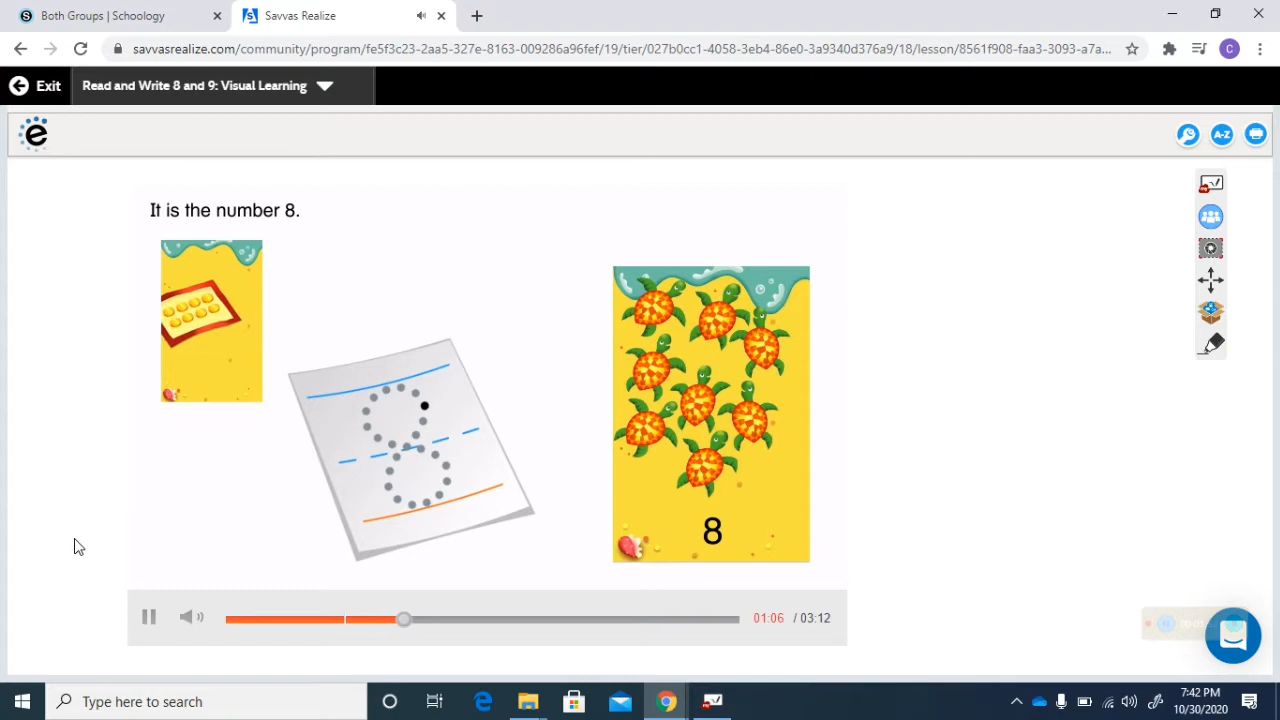 Both Groups | Schoology
Savvas Realize
savvasrealize.com/community/program/fe5f3c23-2aa5-327e-8163-009286a96fef/19/tier/027b0cc1-4058-3eb4-86e0-3a9340d376a9/18/lesson/8561f908-faa3-3093-a7a...
C
Exit
Read and Write 8 and 9: Visual Learning
e
A-Z
It is the number 8.
8
8
01:06 / 03:12
Type here to search
7:42 PM
10/30/2020